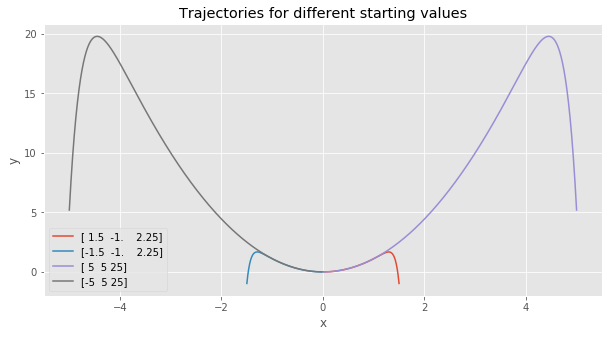 Trajectories for different starting values
20
15
10
5
0
y
[ 1.5 -1. 2.25]
[-1.5 -1. 2.25]
[ 5 5 25]
[-5 5 25]
−4 −2 0 2 4
x